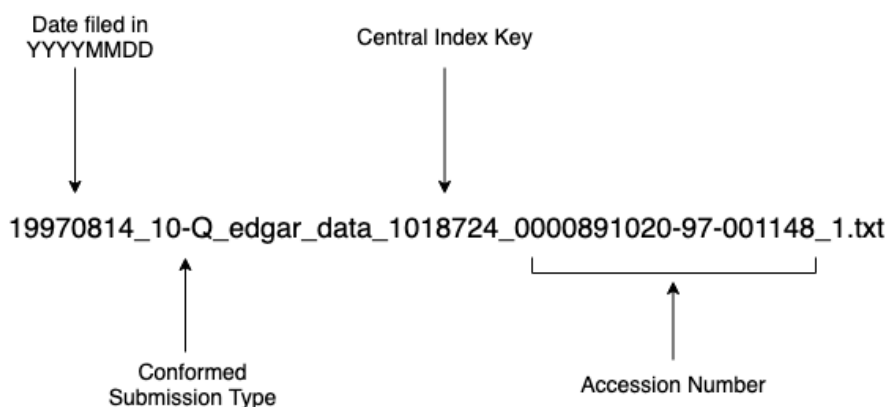 Date filed in
YYYYMMDD
Central Index Key
19970814_10-Q_edgar_data_1018724_0000891020-97-001148_1.txt
Conformed
Submission Type
Accession Number